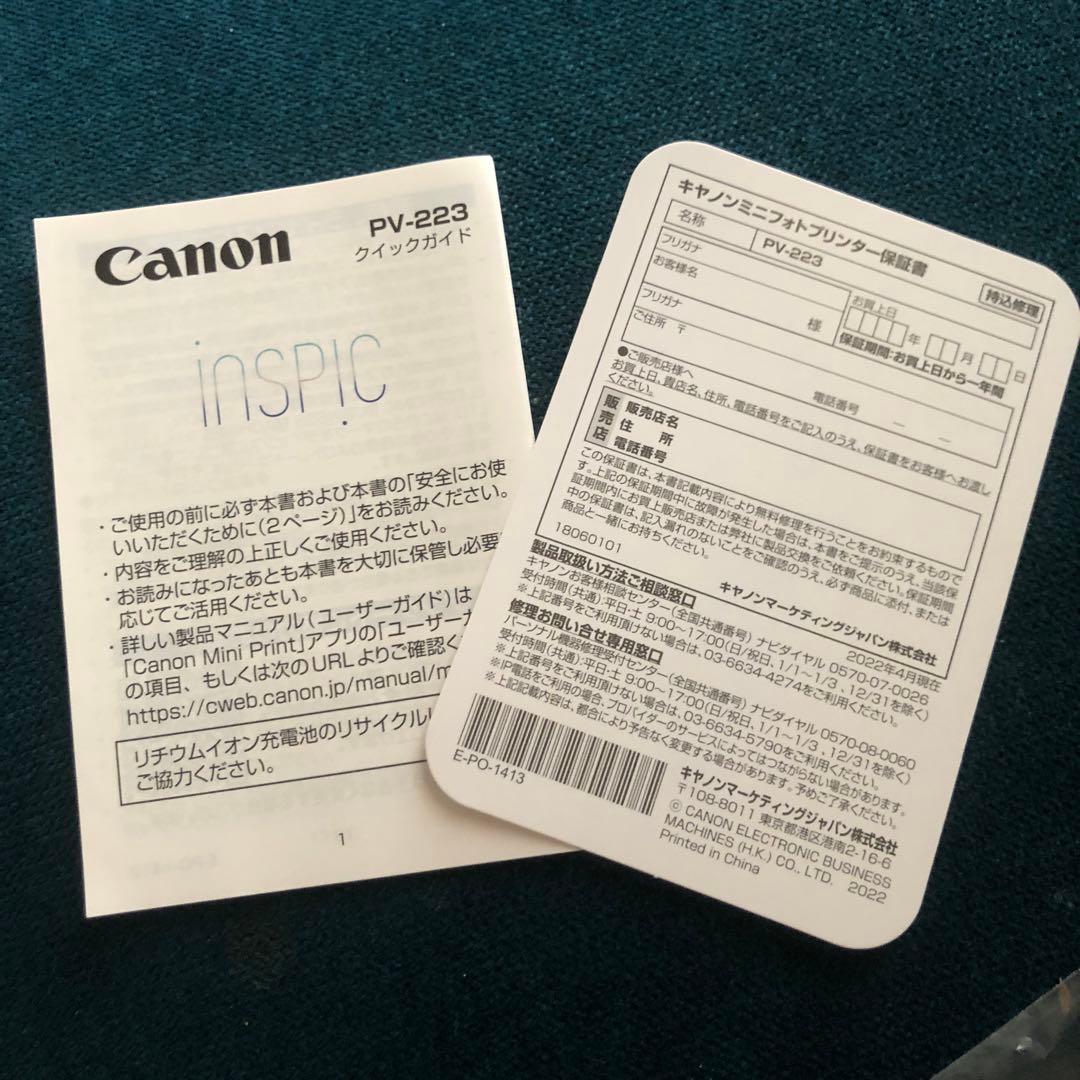 Canon
PV-223
クイックガイド
inspic
・ご使用の前に必ず本書および本書の「安全にお使
いいただくために(2ページ)」をお読みください。
・内容をご理解の上正しくご使用ください。
・お読みになったあとも本書を大切に保管し必要
応じてご活用ください。
・詳しい製品マニュアル(ユーザーガイド)は
「Canon Mini Print」アプリの「ユーザー
の項目、もしくは次のURLよりご確認く
https://cweb.canon.jp/manual/m
リチウムイオン充電池のリサイクル
ご協力ください。
1
キヤノンミニフォトプリンター保証書
持込修理
名称 PV-223
フリガナ
お客様名
様
お買上日
年 月 日
保証期間:お買上日から一年間
フリガナ
ご住所 〒
電話番号 ― ―
●ご販売店様へ
お買上日、貴店名、住所、電話番号をご記入のうえ、保証書をお客様へお渡し
ください。
販売店
販売店名
住 所
電話番号
この保証書は、本書記載内容により無料修理を行うことをお約束するもので
す。上記の保証期間中に故障が発生した場合は、本書をご提示のうえ、当該保
証期間内にお買上販売店または弊社に製品交換をご依頼ください。保証期間
中の保証書は、記入漏れのないことをご確認のうえ、必ず商品に添付、または
商品と一緒にお持ちください。
18060101
キヤノンマーケティングジャパン株式会社
2022年4月現在
製品取扱い方法ご相談窓口
キヤノンお客様相談センター(全国共通番号) ナビダイヤル 0570-07-0026
受付時間(共通):平日・土 9:00~17:00(日/祝日、1/1~1/3、12/31を除く)
※上記番号をご利用頂けない場合は、03-6634-4274をご利用ください。
修理お問い合せ専用窓口
パーソナル機器修理受付センター(全国共通番号) ナビダイヤル 0570-08-0060
受付時間(共通):平日・土 9:00~17:00(日/祝日、1/1~1/3、12/31を除く)
※上記番号をご利用頂けない場合は、03-6634-5790をご利用ください。
※IP電話をご利用の場合、プロバイダーのサービスによってはつながらない場合があります。
※上記記載内容は、都合により予告なく変更する場合があります。予めご了承ください。
E-PO-1413
キヤノンマーケティングジャパン株式会社
〒108-8011 東京都港区港南2-16-6
© CANON ELECTRONIC BUSINESS
MACHINES (H.K.) CO., LTD. 2022
Printed in China